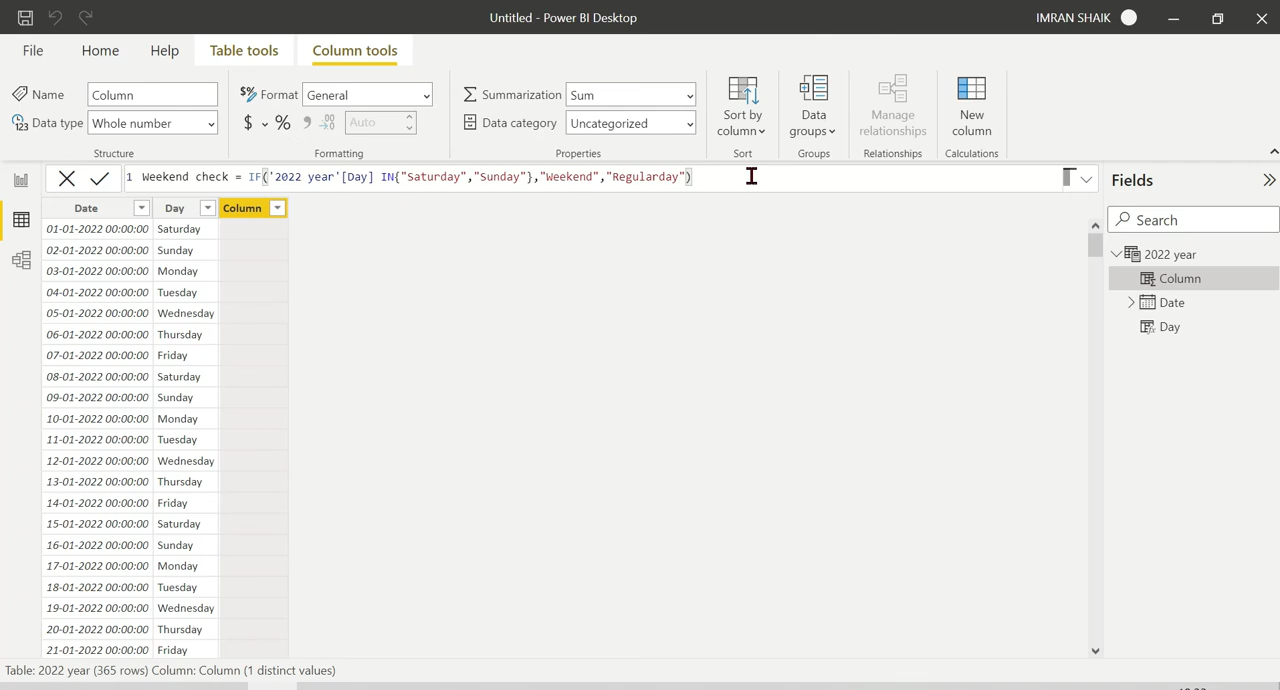 Untitled - Power BI Desktop
IMRAN SHAIK
File Home Help Table tools Column tools
Name Column
Data type Whole number
Structure
$% Format General
$ % 9 .00 Auto
Formatting
Summarization Sum
Data category Uncategorized
Properties
Sort by column
Sort
Data groups
Groups
Manage relationships
Relationships
New column
Calculations
1 Weekend check = IF('2022 year'[Day] IN{"Saturday","Sunday"},"Weekend","Regularday")
Date Day Column
01-01-2022 00:00:00 Saturday
02-01-2022 00:00:00 Sunday
03-01-2022 00:00:00 Monday
04-01-2022 00:00:00 Tuesday
05-01-2022 00:00:00 Wednesday
06-01-2022 00:00:00 Thursday
07-01-2022 00:00:00 Friday
08-01-2022 00:00:00 Saturday
09-01-2022 00:00:00 Sunday
10-01-2022 00:00:00 Monday
11-01-2022 00:00:00 Tuesday
12-01-2022 00:00:00 Wednesday
13-01-2022 00:00:00 Thursday
14-01-2022 00:00:00 Friday
15-01-2022 00:00:00 Saturday
16-01-2022 00:00:00 Sunday
17-01-2022 00:00:00 Monday
18-01-2022 00:00:00 Tuesday
19-01-2022 00:00:00 Wednesday
20-01-2022 00:00:00 Thursday
21-01-2022 00:00:00 Friday
Fields
Search
2022 year
Column
Date
Day
Table: 2022 year (365 rows) Column: Column (1 distinct values)